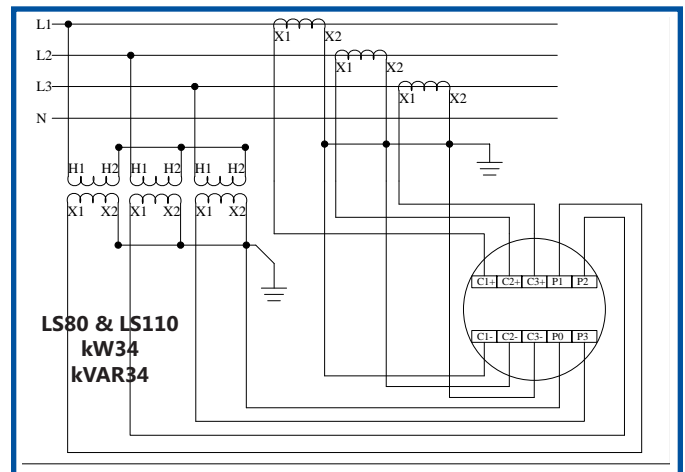 L1
X1 X2
L2
X1 X2
L3
X1 X2
N
H1 H2 H1 H2 H1 H2
X1 X2 X1 X2 X1 X2
C1+ C2+ C3+ P1 P2
C1- C2- C3- P0 P3
LS80 & LS110
kW34
kVAR34